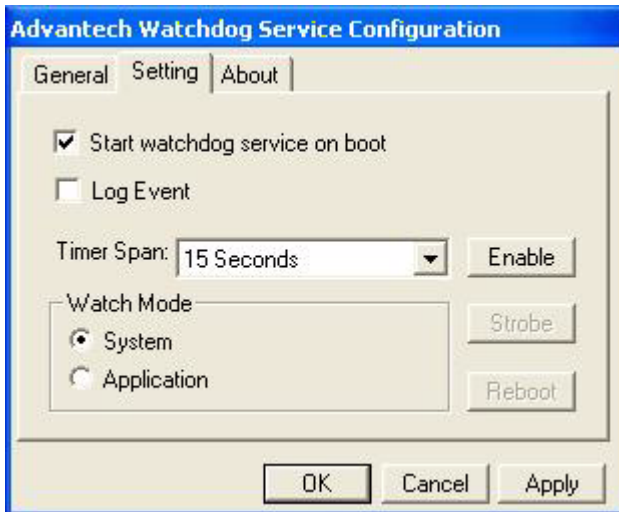 Advantech Watchdog Service Configuration
General Setting About
Start watchdog service on boot
Log Event
Timer Span: 15 Seconds Enable
Watch Mode
Strobe
System
Application
Reboot
OK Cancel Apply